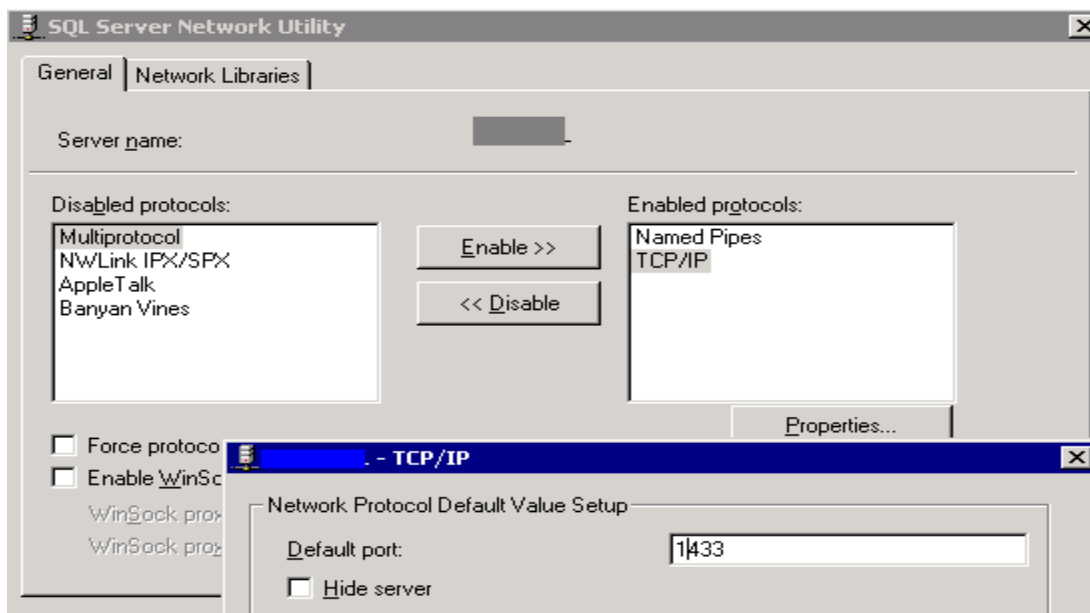 SQL Server Network Utility
General
Network Libraries
Server name:
Disabled protocols:
Enabled protocols:
Multiprotocol
NWLink IPX/SPX
AppleTalk
Banyan Vines
Enable >>
<< Disable
Named Pipes
TCP/IP
Properties...
Force protoco
Enable WinSc
WinSock prox
WinSock prox
- TCP/IP
Network Protocol Default Value Setup
Default port:
1433
Hide server